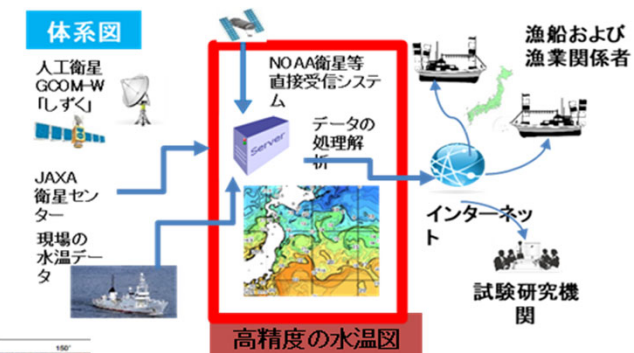 体系図
人工衛星
GCOM-W
「しずく」
JAXA
衛星センター
ター
現場の
水温デー
タ
NOAA衛星等
直接受信システ
ム
Server
データの
処理解
析
高精度の水温図
漁船および
漁業関係者
インターネッ
ト
試験研究機
関
150°